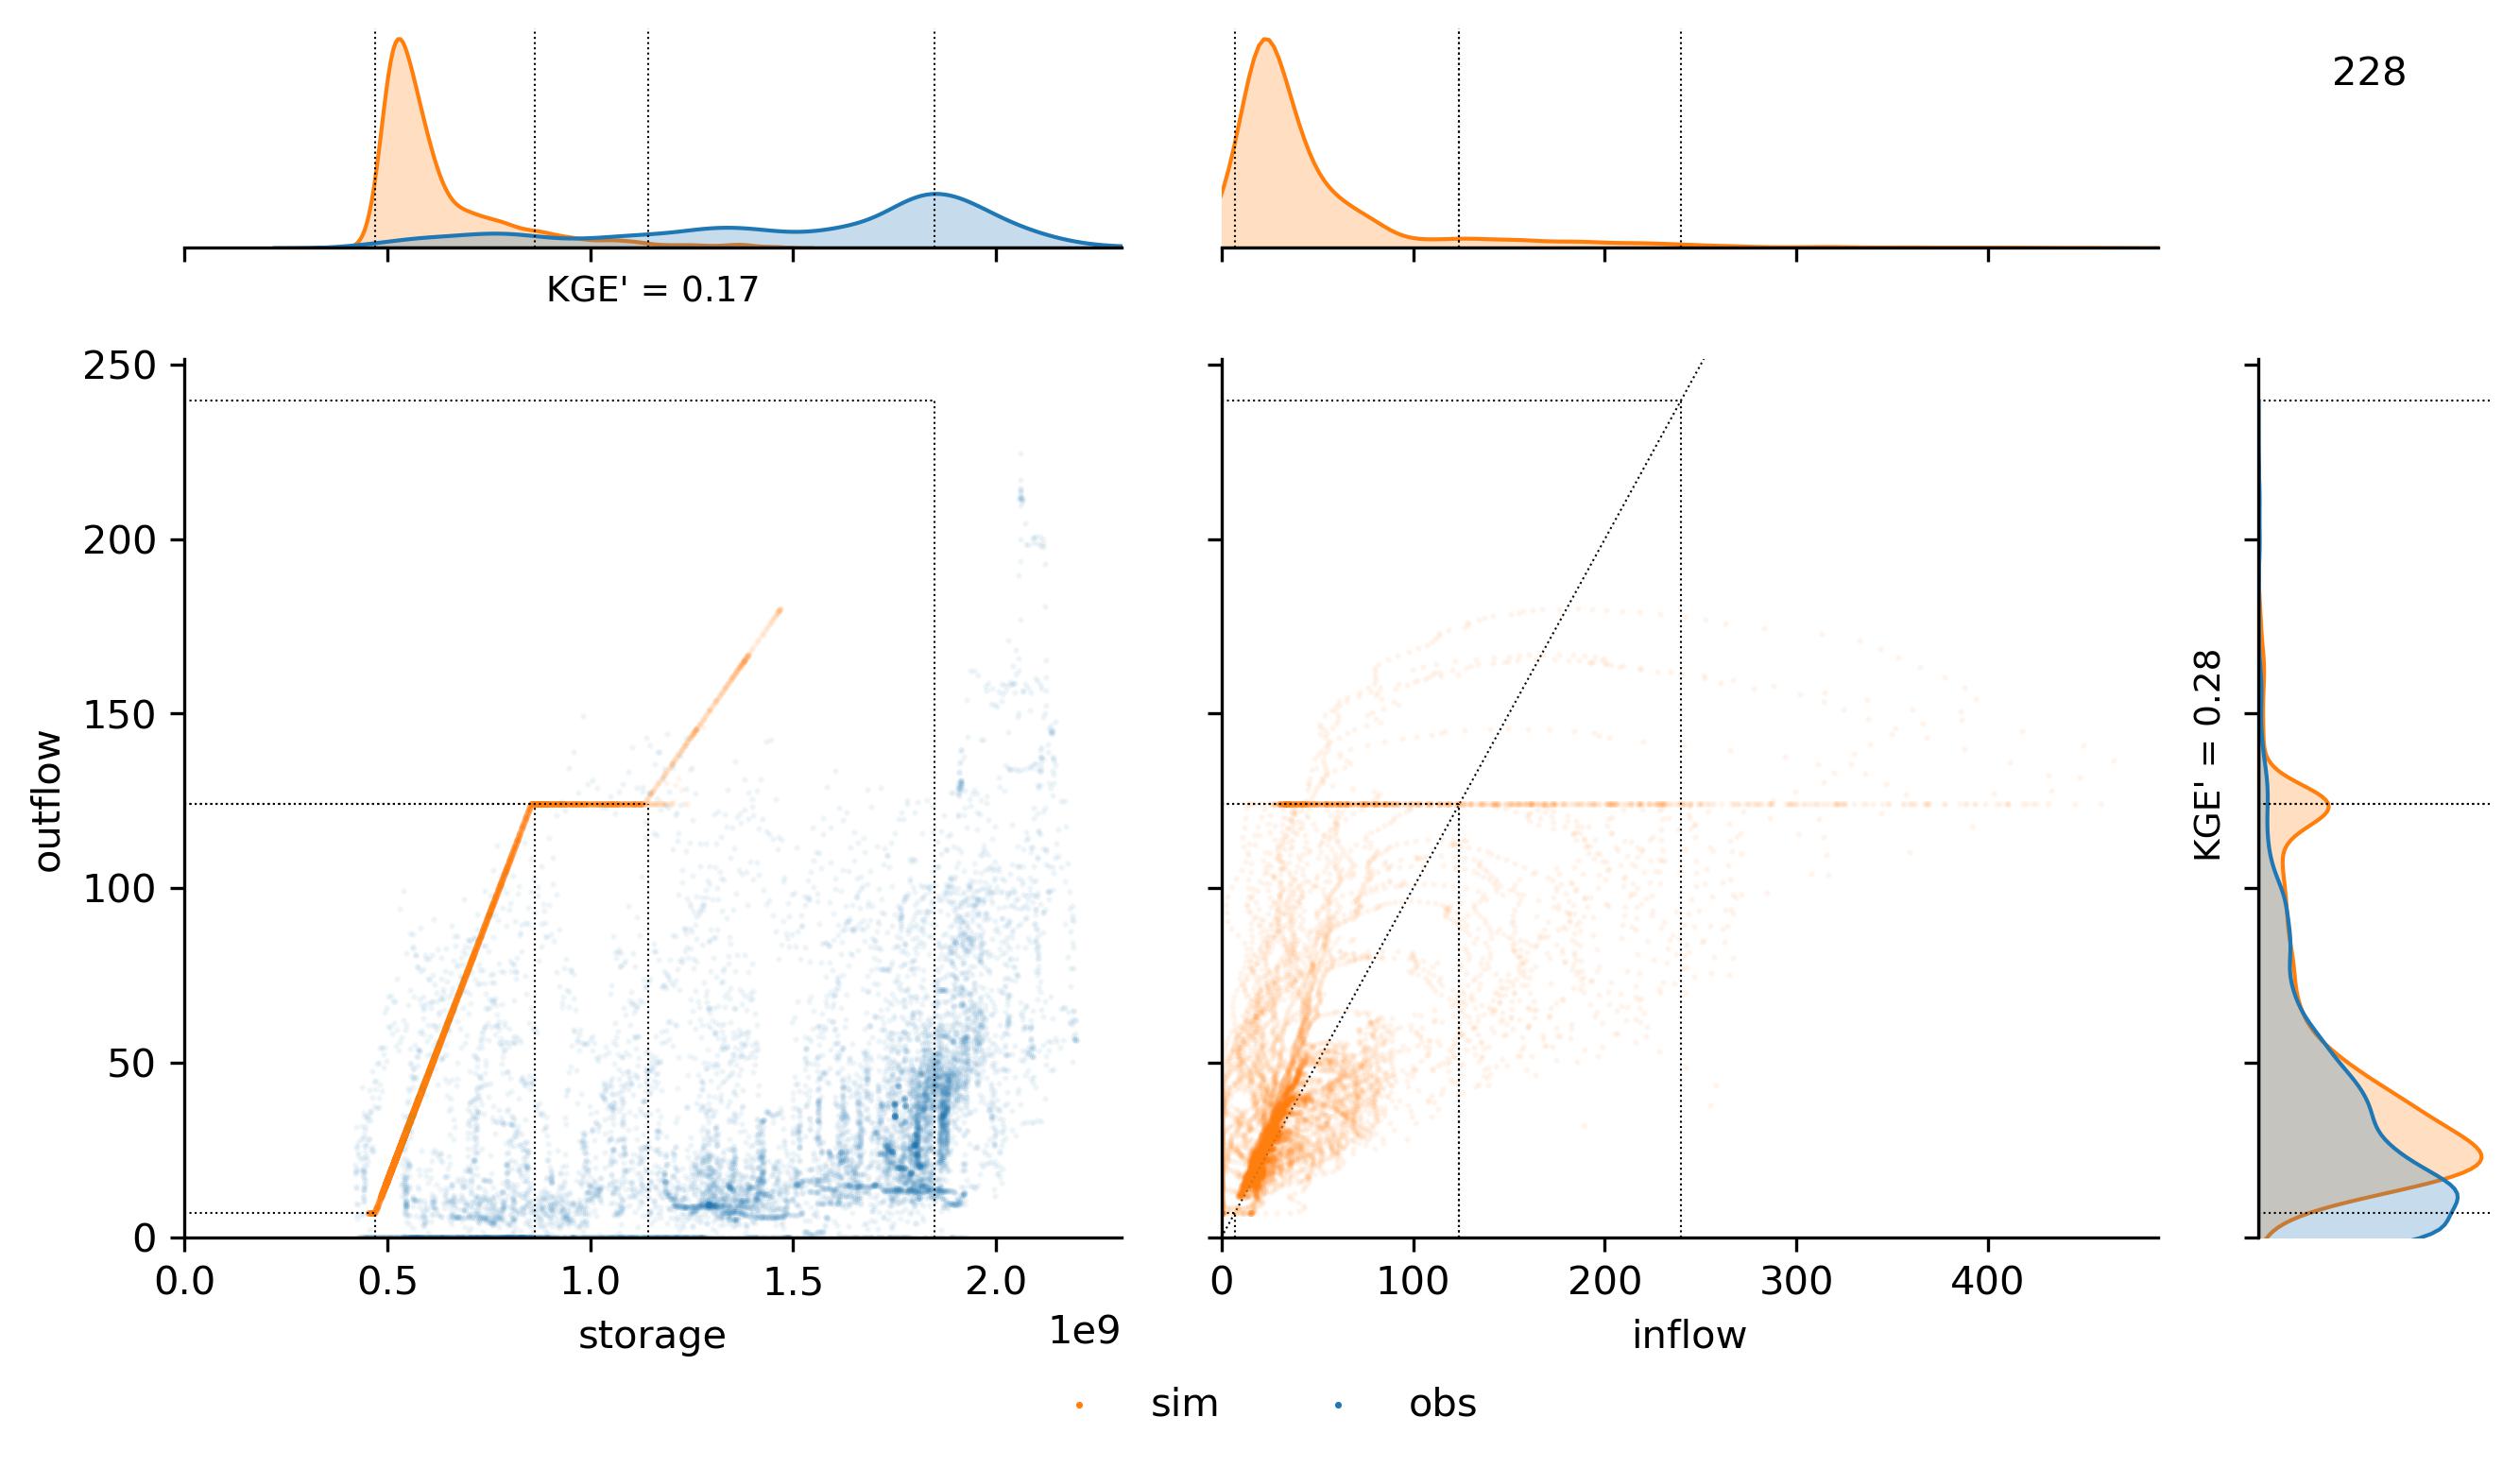 228
KGE' = 0.17
250
200
150
100
50
0
outflow
KGE' = 0.28
0.0 0.5 1.0 1.5 2.0
1e9
storage
0 100 200 300 400
inflow
sim obs